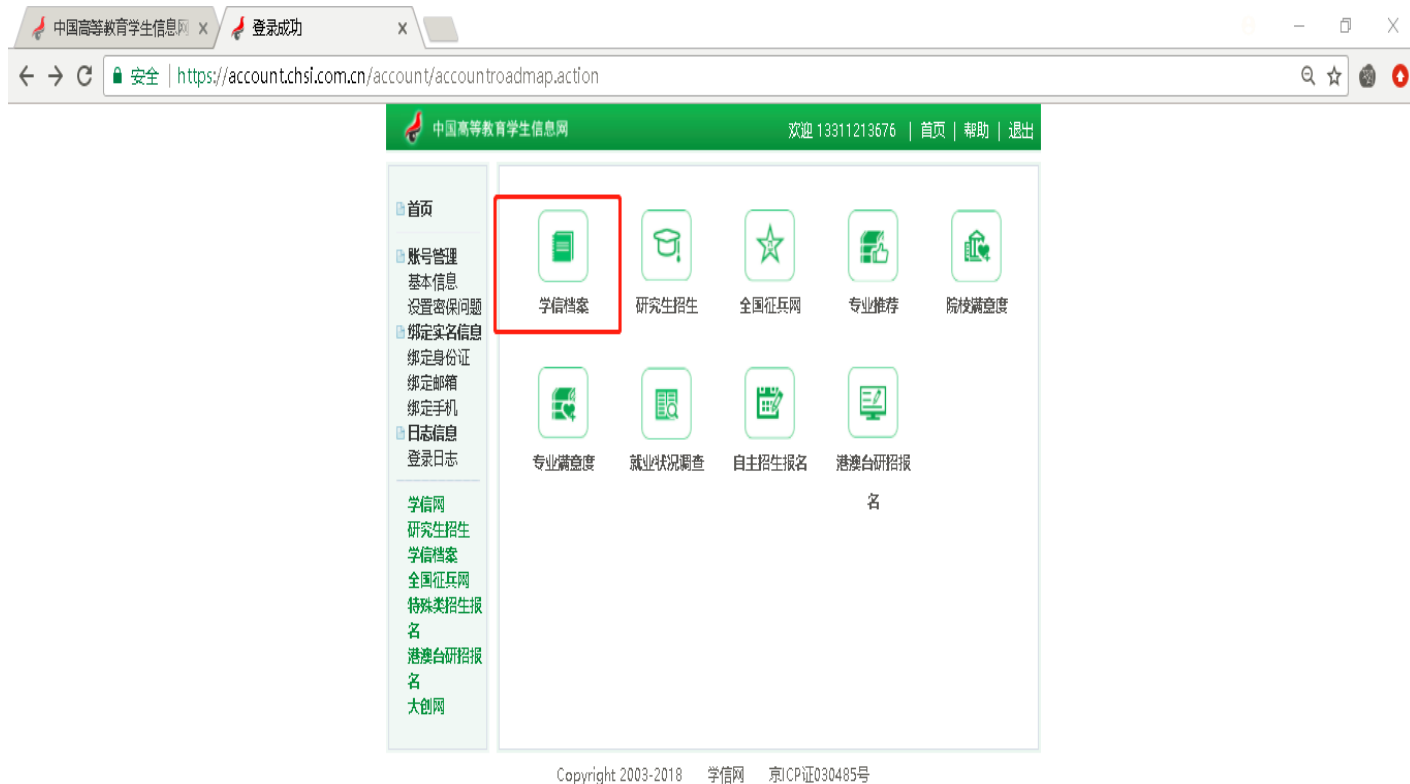 中国高等教育学生信息网
登录成功
安全 | https://account.chsi.com.cn/account/accountroadmap.action
中国高等教育学生信息网
欢迎 13311213676 | 首页 | 帮助 | 退出
首页
账号管理
基本信息
设置密保问题
绑定实名信息
绑定身份证
绑定邮箱
绑定手机
日志信息
登录日志
学信网
研究生招生
学信档案
全国征兵网
特殊类招生报
名
港澳台研招报
名
大创网
学信档案
研究生招生
全国征兵网
专业推荐
院校满意度
专业满意度
就业状况调查
自主招生报名
港澳台研招报
名
Copyright 2003-2018 学信网 京ICP证030485号